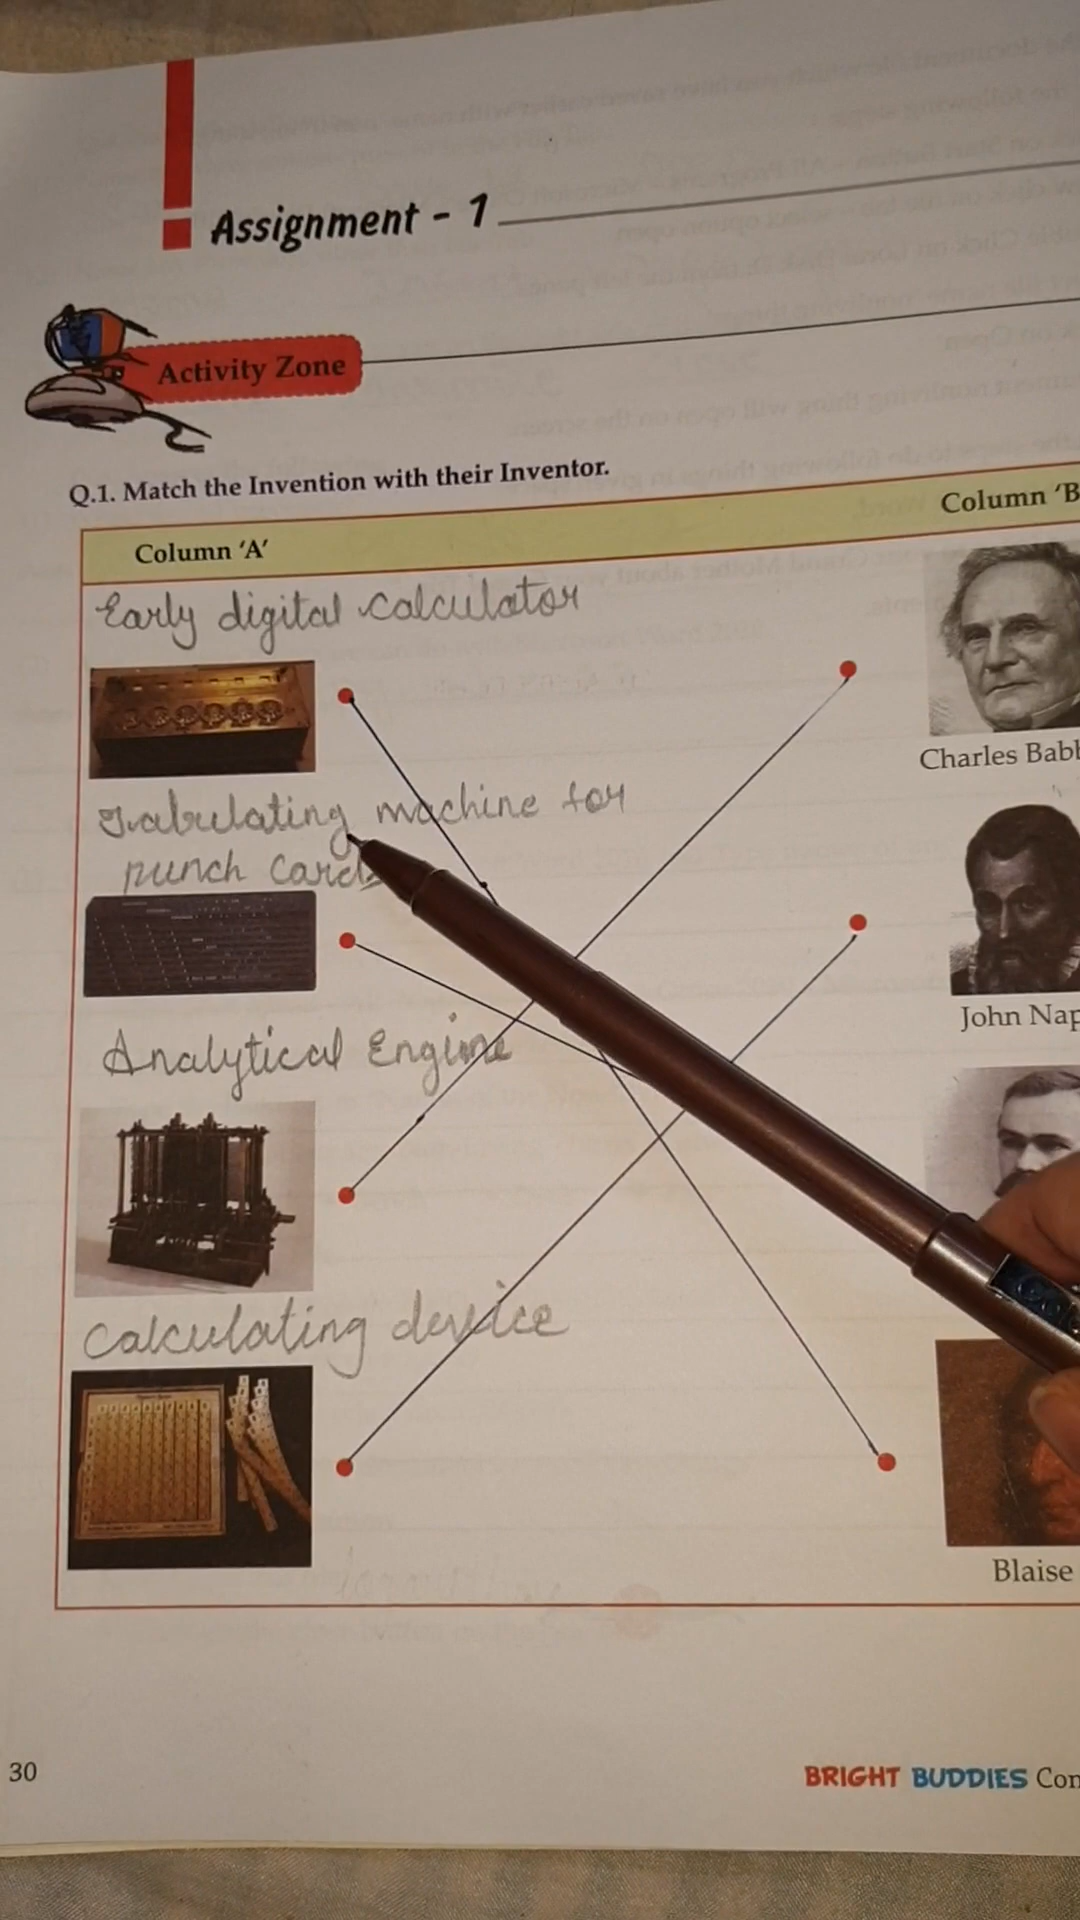 Assignment - 1
Activity Zone
Q.1. Match the Invention with their Inventor.
Column 'A'
Column 'B
Early digital calculator
Charles Babb
Tabulating machine for
punch cards
John Nap
Analytical Engine
Calculating device
Blaise
30
BRIGHT BUDDIES Com